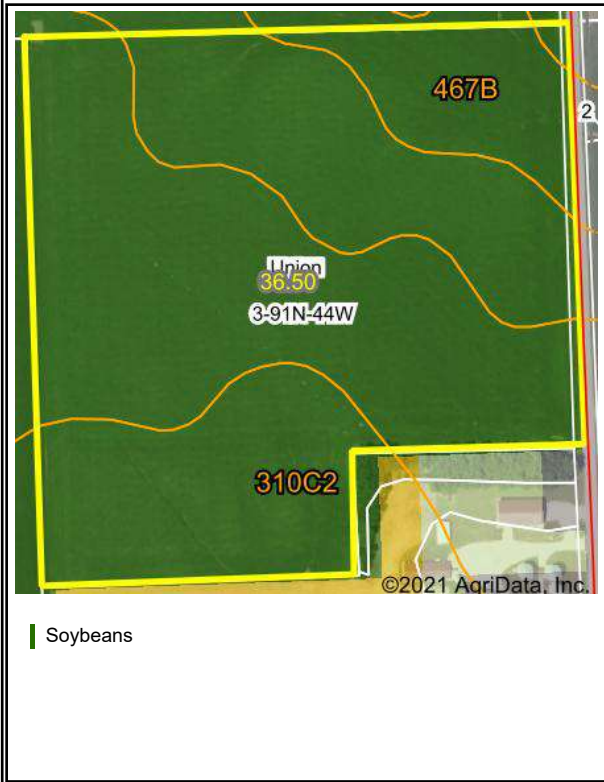 467B
2
Union
36.50
3-91N-44W
310C2
©2021 AgriData, Inc.
Soybeans